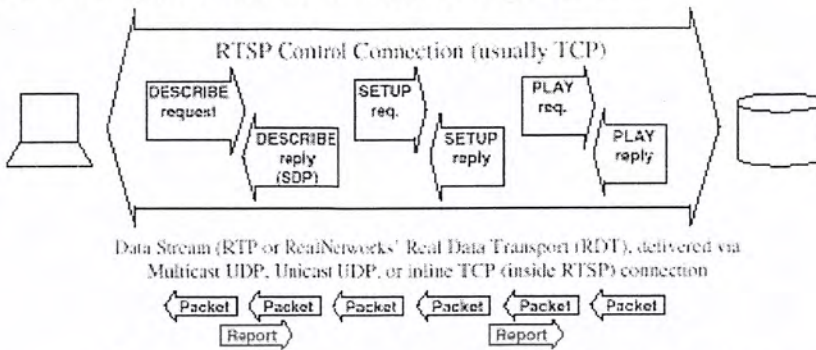 RTSP Control Connection (usually TCP)
DESCRIBE
request
SETUP
req.
PLAY
req.
DESCRIBE
reply
(SDP)
SETUP
reply
PLAY
reply
Data Stream (RTP or RealNetworks' Real Data Transport (RDT), delivered via
Multicast UDP, Unicast UDP, or inline TCP (inside RTSP) connection
Packet Packet Packet Packet Packet Packet
Report Report